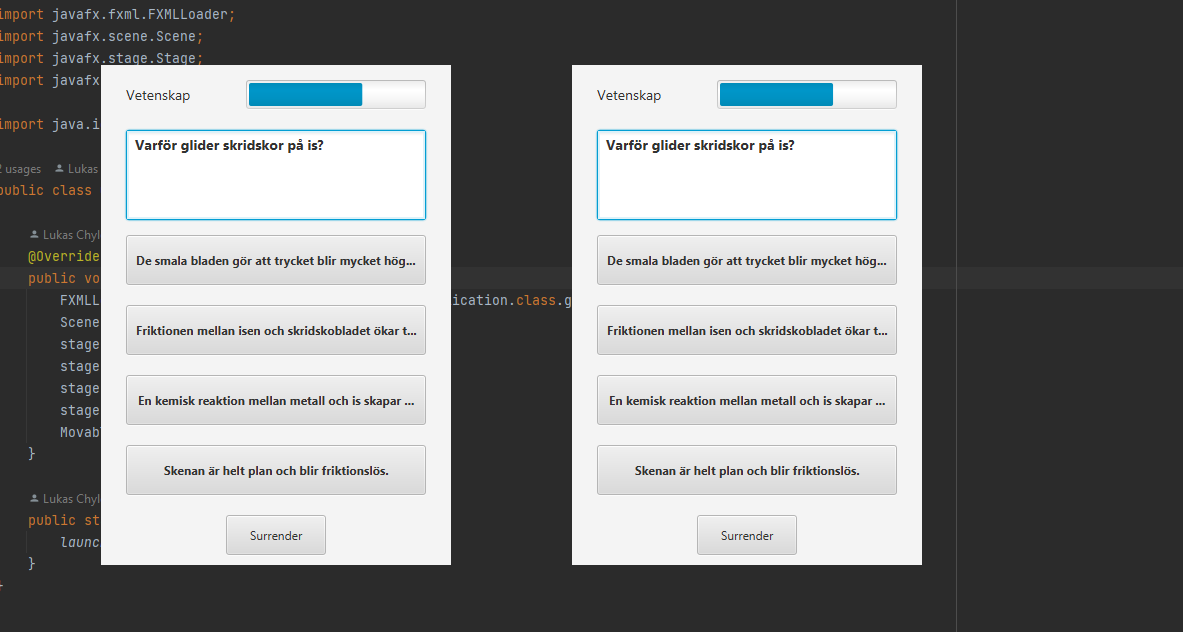 import javafx.fxml.FXMLLoader;
import javafx.scene.Scene;
import javafx.stage.Stage;
import javafx
import java.i
2 usages Lukas
public class
Lukas Chyl
@Override
public vo
FXMLL
ication.class.g
Scene
stage
stage
stage
stage
Movab
}
Lukas Chyl
public st
launc
}
}
Vetenskap
Varför glider skridskor på is?
De smala bladen gör att trycket blir mycket hög...
Friktionen mellan isen och skridskobladet ökar t...
En kemisk reaktion mellan metall och is skapar ...
Skenan är helt plan och blir friktionslös.
Surrender
Vetenskap
Varför glider skridskor på is?
De smala bladen gör att trycket blir mycket hög...
Friktionen mellan isen och skridskobladet ökar t...
En kemisk reaktion mellan metall och is skapar ...
Skenan är helt plan och blir friktionslös.
Surrender